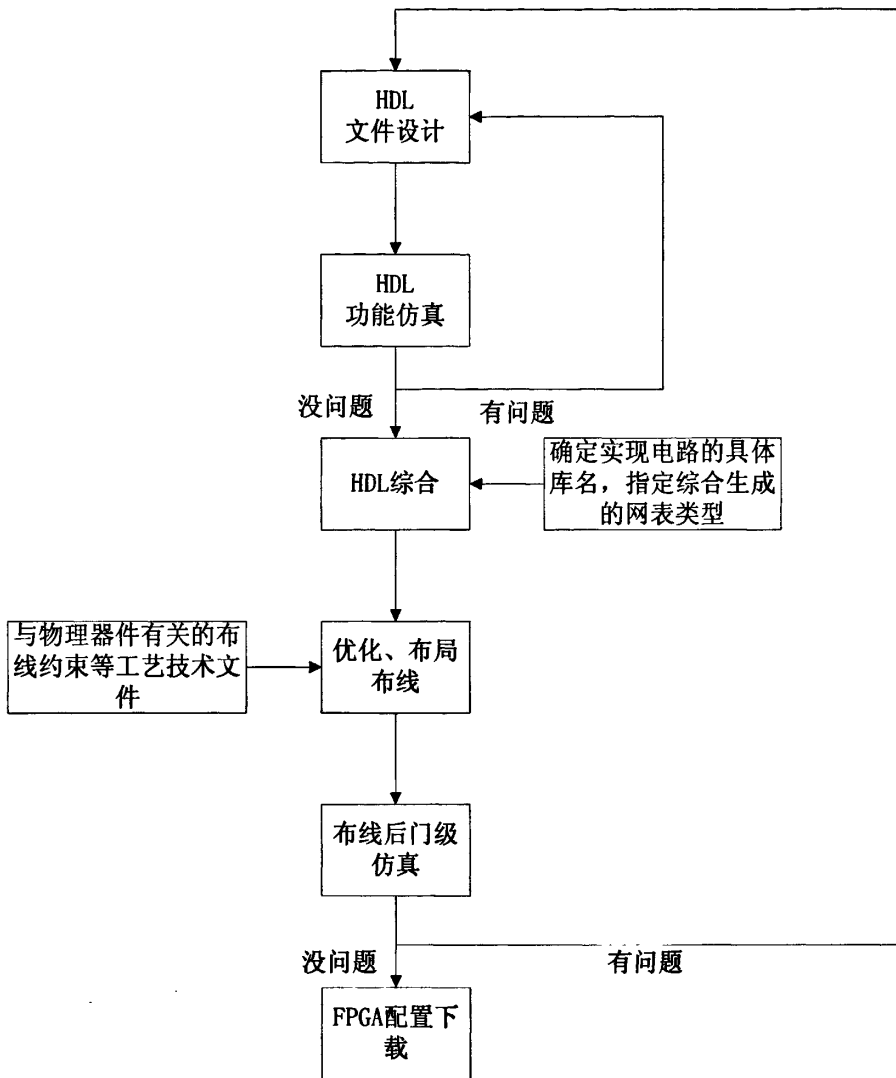 HDL
文件设计
HDL
功能仿真
没问题
有问题
HDL综合
确定实现电路的具体
库名，指定综合生成
的网表类型
与物理器件有关的布
线约束等工艺技术文
件
优化、布局
布线
布线后门级
仿真
没问题
有问题
FPGA配置下
载